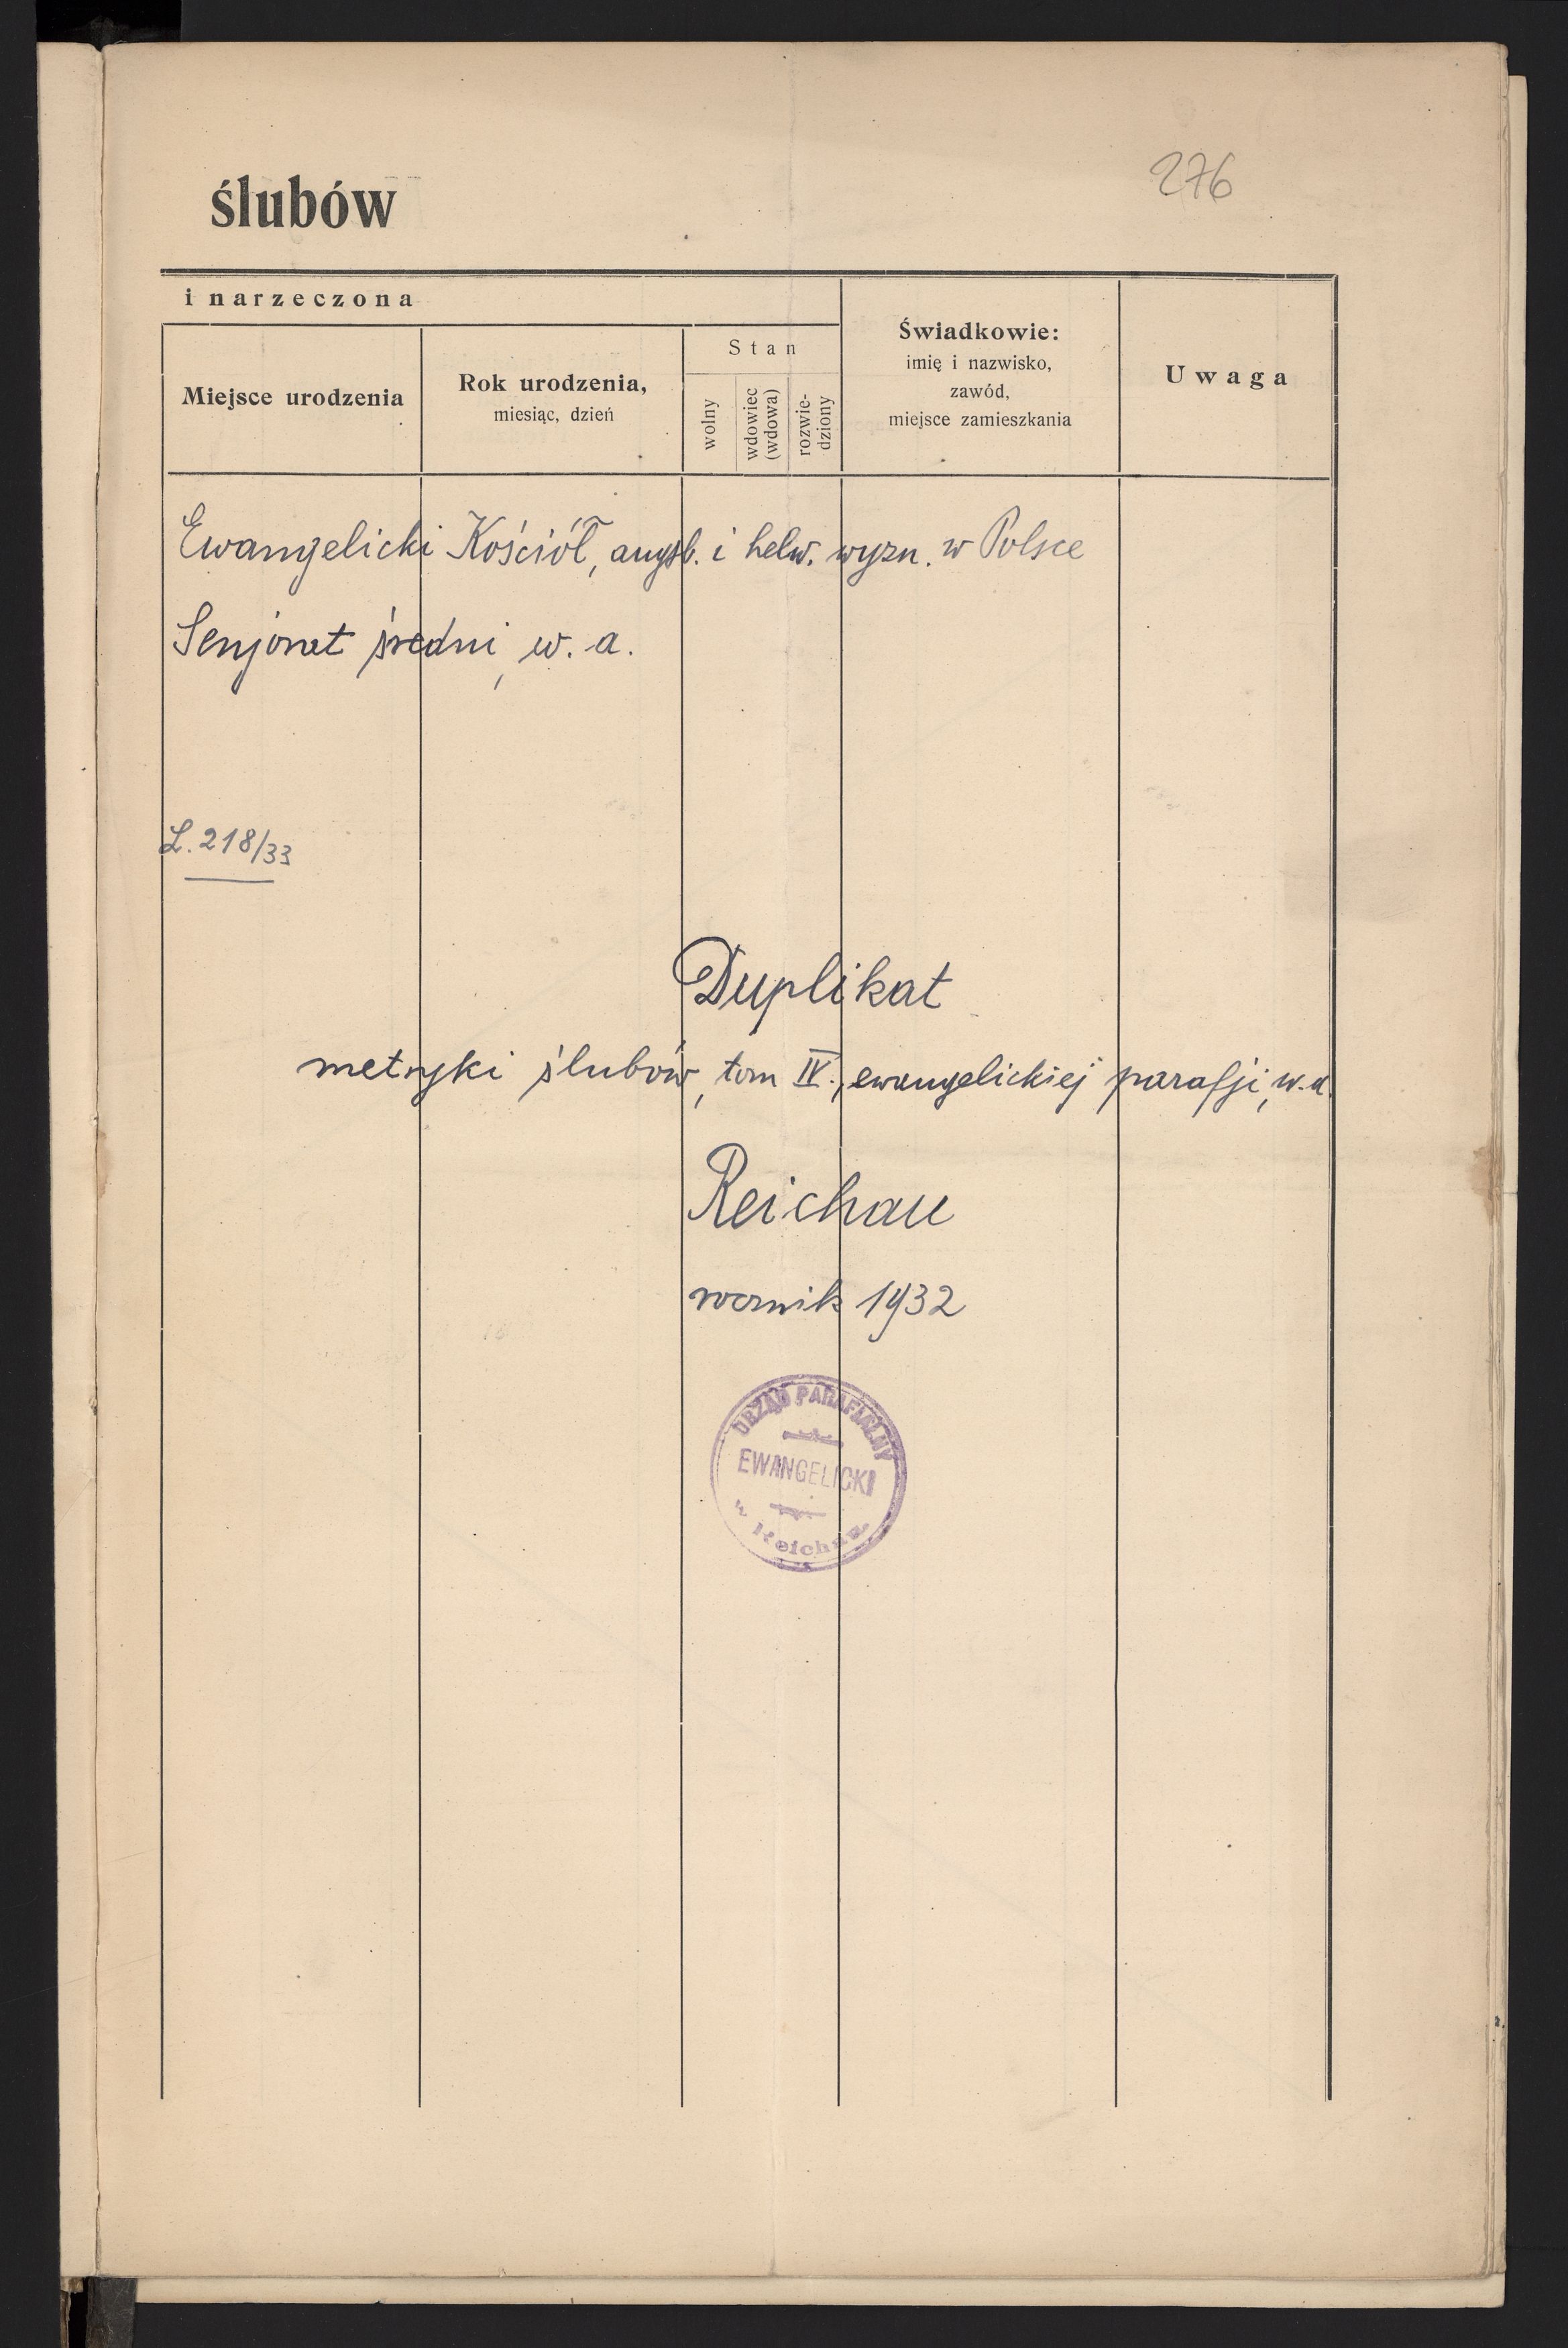 276
ślubów
i narzeczona
Miejsce urodzenia
Rok urodzenia,
miesiąc, dzień
Stan
wolny
wdowiec
(wdowa)
rozwie-
dziony
Świadkowie:
imię i nazwisko,
zawód,
miejsce zamieszkania
Uwaga
Ewangelicki Kościół, augsb. i helw. wyzn. w Polsce
Senjorat średni, w. a.
L. 218/33
Duplikat
metryki ślubów, tom IV., ewangelickiej parafji, w. a.
Reichau
rocznik 1932
URZĄD PARAFIALNY
EWANGELICKI
w Reichau